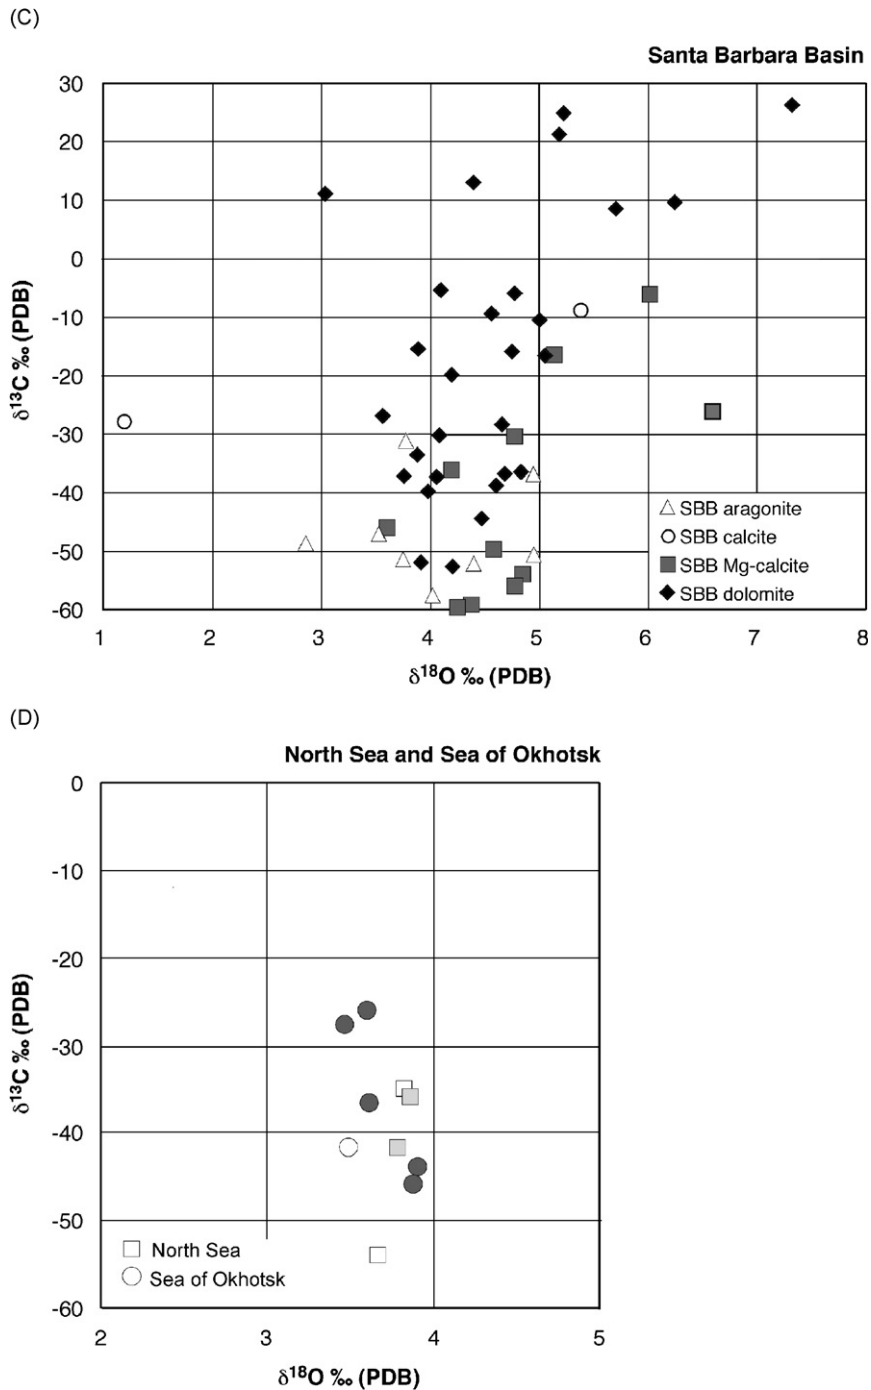 (C)
Santa Barbara Basin
30
20
10
0
-10
-20
-30
-40
-50
-60
δ¹³C ‰ (PDB)
SBB aragonite
SBB calcite
SBB Mg-calcite
SBB dolomite
1 2 3 4 5 6 7 8
δ¹⁸O ‰ (PDB)
(D)
North Sea and Sea of Okhotsk
0
-10
-20
-30
-40
-50
-60
δ¹³C ‰ (PDB)
North Sea
Sea of Okhotsk
2 3 4 5
δ¹⁸O ‰ (PDB)